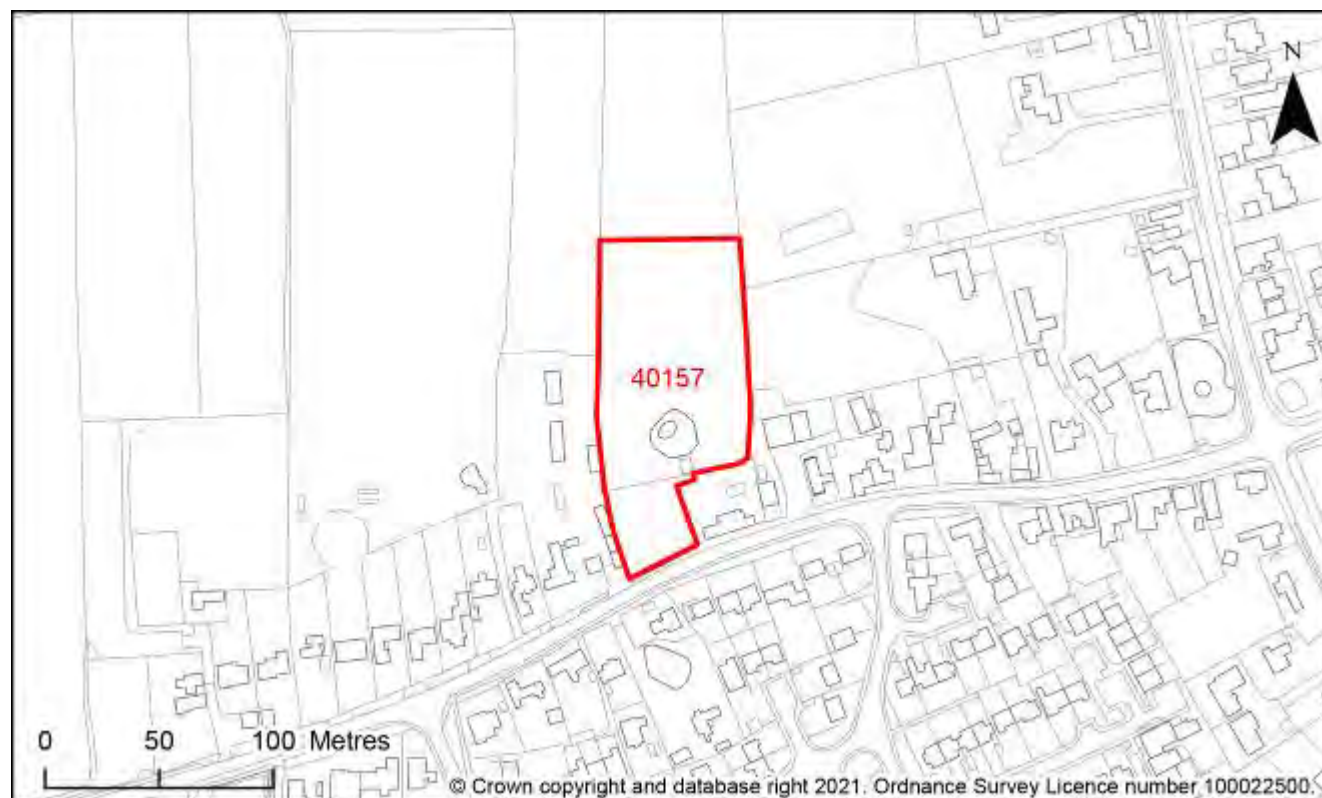 N
40157
0 50 100 Metres
© Crown copyright and database right 2021. Ordnance Survey Licence number 100022500.